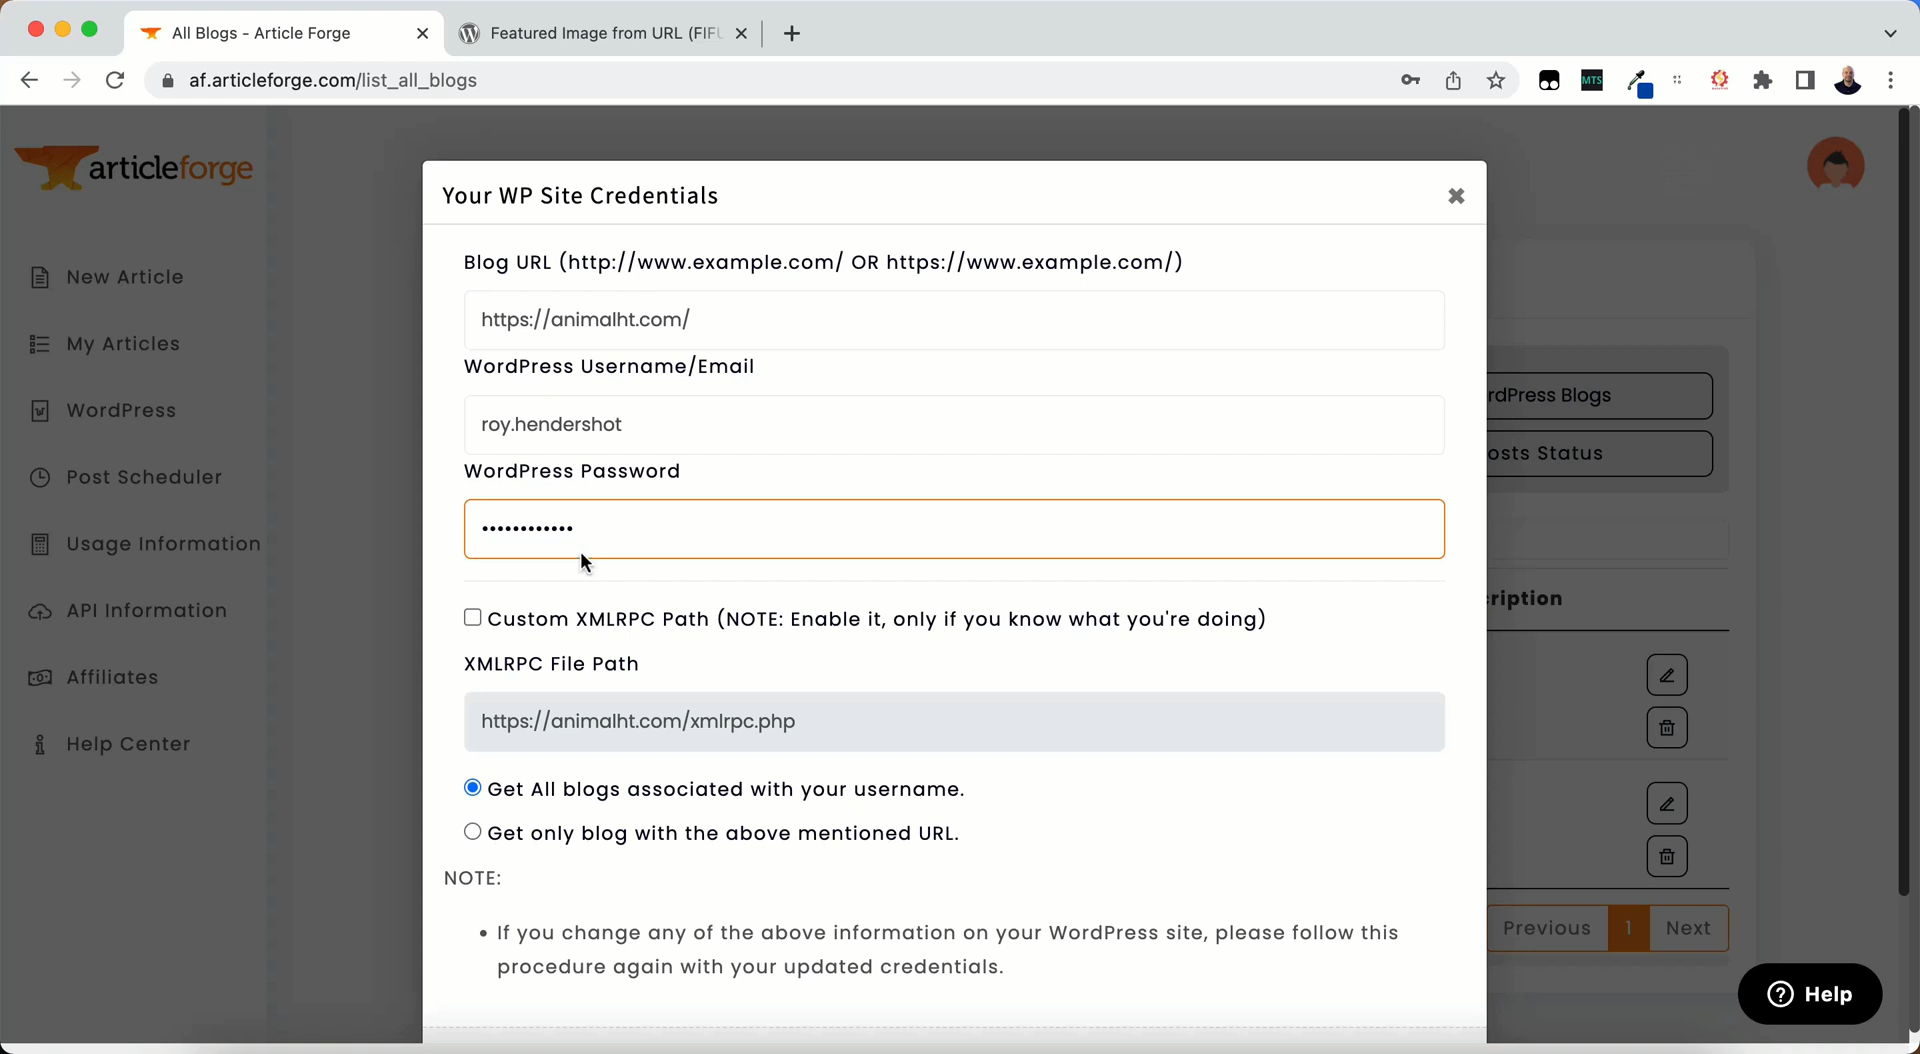 All Blogs - Article Forge
Featured Image from URL (FIFU
af.articleforge.com/list_all_blogs
MTS
articleforge
Your WP Site Credentials
New Article
My Articles
WordPress
Post Scheduler
Usage Information
API Information
Affiliates
Help Center
Blog URL (http://www.example.com/ OR https://www.example.com/)
https://animalht.com/
WordPress Username/Email
roy.hendershot
WordPress Password
••••••••••••
Custom XMLRPC Path (NOTE: Enable it, only if you know what you're doing)
XMLRPC File Path
https://animalht.com/xmlrpc.php
Get All blogs associated with your username.
Get only blog with the above mentioned URL.
NOTE:
• If you change any of the above information on your WordPress site, please follow this
procedure again with your updated credentials.
rdPress Blogs
osts Status
ription
Previous 1 Next
Help